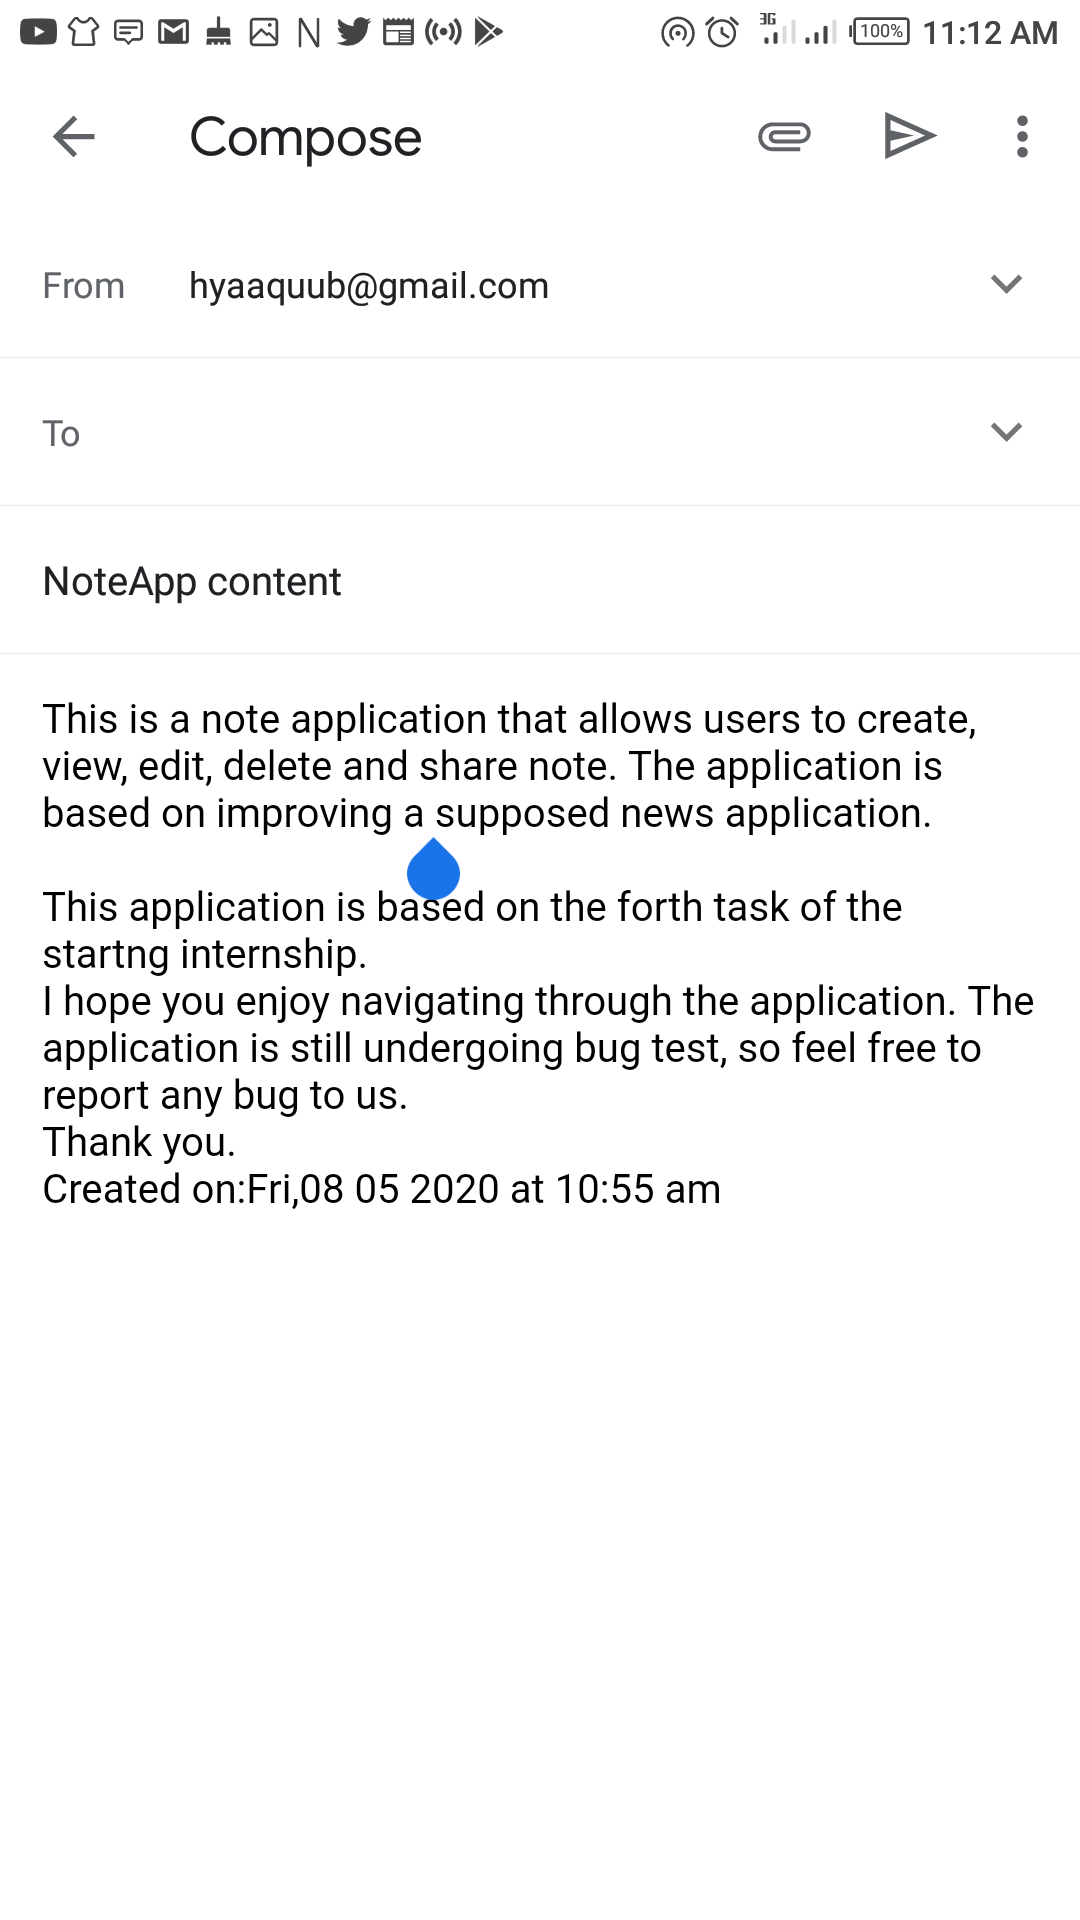 3G 100% 11:12 AM
Compose
From hyaaquub@gmail.com
To
NoteApp content
This is a note application that allows users to create,
view, edit, delete and share note. The application is
based on improving a supposed news application.
This application is based on the forth task of the
startng internship.
I hope you enjoy navigating through the application. The
application is still undergoing bug test, so feel free to
report any bug to us.
Thank you.
Created on:Fri,08 05 2020 at 10:55 am